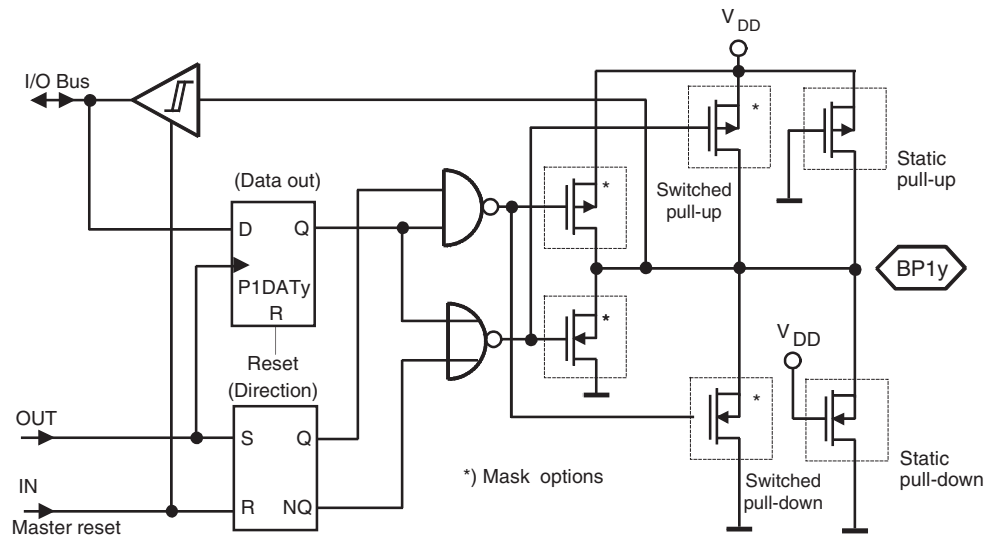 V DD
I/O Bus
*
*
Static
pull-up
(Data out)
Switched
pull-up
D
Q
P1DATy
R
BP1y
*
V DD
Reset
(Direction)
*
OUT
S
Q
*) Mask options
Static
pull-down
IN
R
NQ
Switched
pull-down
Master reset